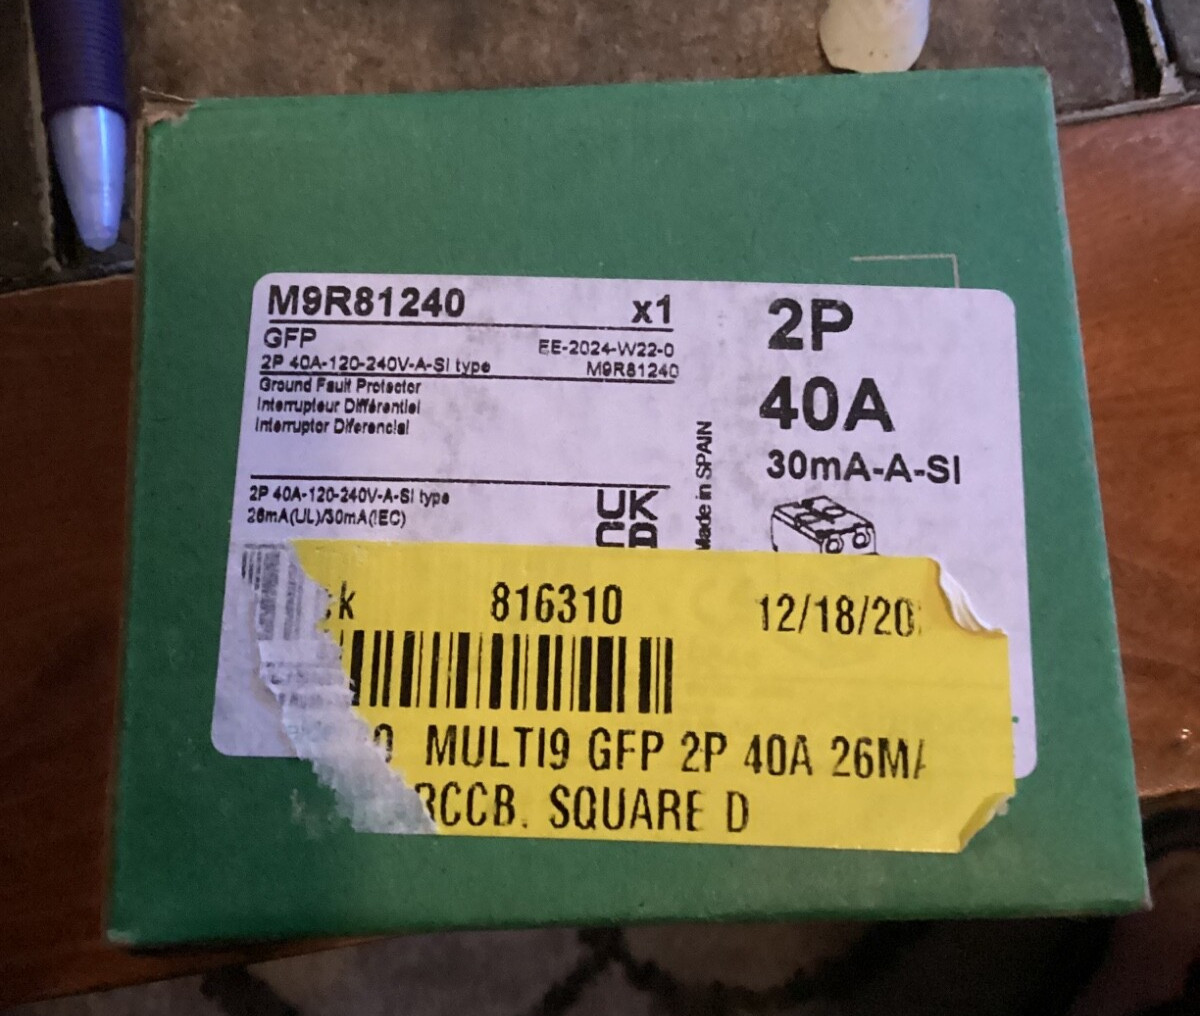 M9R81240 x1
GFP EE-2024-W22-0
2P 40A-120-240V-A-SI type M9R81240
Ground Fault Protector
Interrupteur Différentiel
Interruptor Diferencial
2P 40A-120-240V-A-SI type
26mA(UL)/30mA(IEC)
UK
CA
Made in SPAIN
2P
40A
30mA-A-SI
816310 12/18/20
MULTI9 GFP 2P 40A 26MA
RCCB. SQUARE D